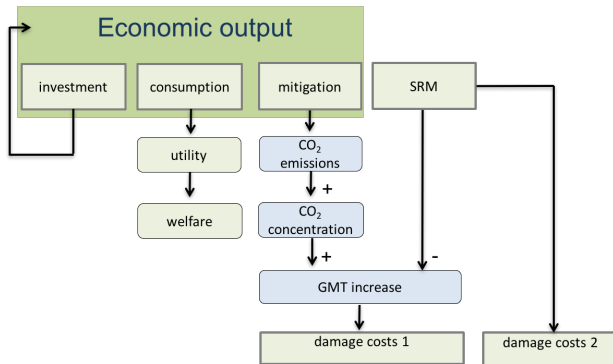 Economic output
investment
consumption
mitigation
SRM
utility
CO₂
emissions
+
welfare
CO₂
concentration
+
-
GMT increase
damage costs 1
damage costs 2